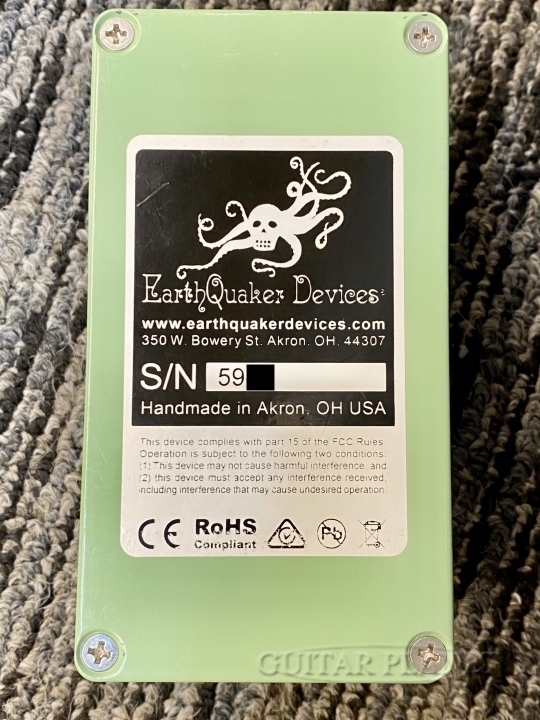 EarthQuaker Devices
www.earthquakerdevices.com
350 W. Bowery St. Akron. OH. 44307
S/N 59
Handmade in Akron, OH USA
This device complies with part 15 of the FCC Rules.
Operation is subject to the following two conditions:
(1) This device may not cause harmful interference, and
(2) this device must accept any interference received,
including interference that may cause undesired operation.
CE RoHS Pb
Compliant
GUITAR